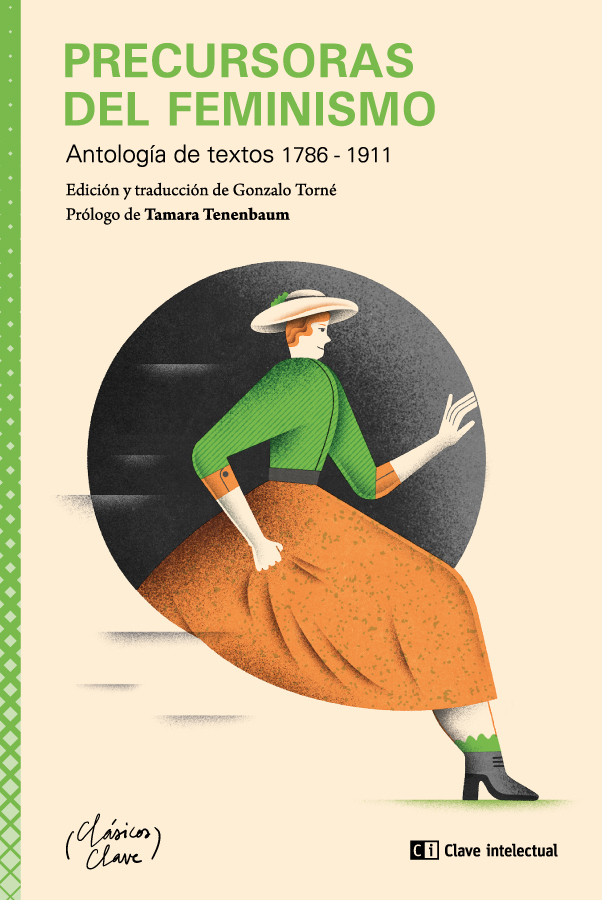 PRECURSORAS
DEL FEMINISMO
Antología de textos 1786 - 1911
Edición y traducción de Gonzalo Torné
Prólogo de Tamara Tenenbaum
(Clásicos
Clave)
Ci Clave intelectual